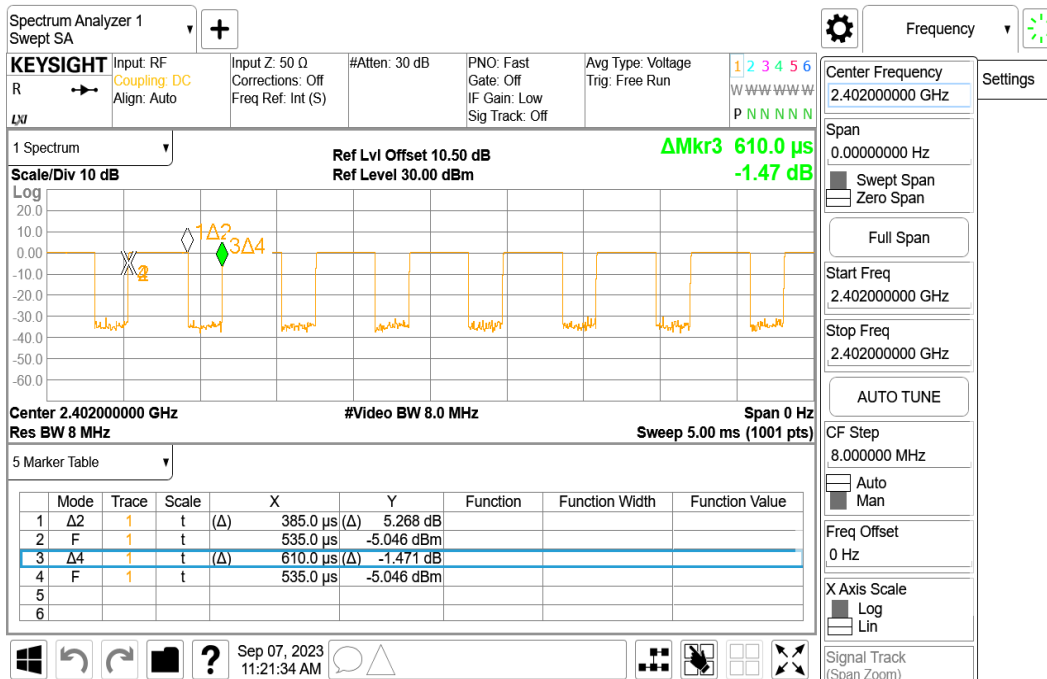 Spectrum Analyzer 1
Swept SA
Frequency
KEYSIGHT
R
LXI
Input: RF
Coupling: DC
Align: Auto
Input Z: 50 Ω
Corrections: Off
Freq Ref: Int (S)
#Atten: 30 dB
PNO: Fast
Gate: Off
IF Gain: Low
Sig Track: Off
Avg Type: Voltage
Trig: Free Run
1 2 3 4 5 6
W W W W W W
P N N N N N
1 Spectrum
Scale/Div 10 dB
Ref Lvl Offset 10.50 dB
Ref Level 30.00 dBm
ΔMkr3 610.0 µs
-1.47 dB
Log
20.0
10.0
0.00
-10.0
-20.0
-30.0
-40.0
-50.0
-60.0
1Δ2
3Δ4
Center 2.402000000 GHz
#Video BW 8.0 MHz
Span 0 Hz
Res BW 8 MHz
Sweep 5.00 ms (1001 pts)
5 Marker Table
Mode Trace Scale X Y Function Function Width Function Value
1 Δ2 1 t (Δ) 385.0 µs (Δ) 5.268 dB
2 F 1 t 535.0 µs -5.046 dBm
3 Δ4 1 t (Δ) 610.0 µs (Δ) -1.471 dB
4 F 1 t 535.0 µs -5.046 dBm
5
6
?
Sep 07, 2023
11:21:34 AM
Center Frequency
2.402000000 GHz
Settings
Span
0.00000000 Hz
Swept Span
Zero Span
Full Span
Start Freq
2.402000000 GHz
Stop Freq
2.402000000 GHz
AUTO TUNE
CF Step
8.000000 MHz
Auto
Man
Freq Offset
0 Hz
X Axis Scale
Log
Lin
Signal Track
(Span Zoom)